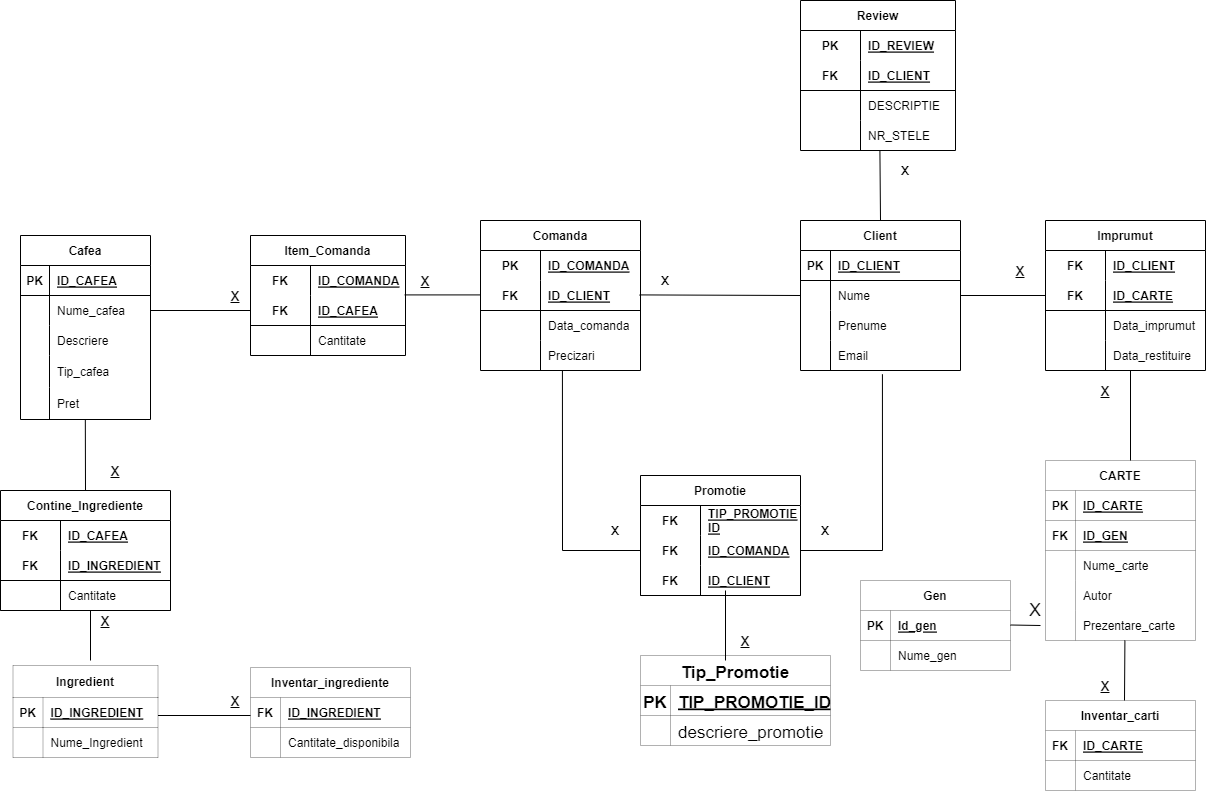 Review
PK ID_REVIEW
FK ID_CLIENT
DESCRIPTIE
NR_STELE
X
Cafea
PK ID_CAFEA
Nume_cafea
Descriere
Tip_cafea
Pret
X
Item_Comanda
FK ID_COMANDA
FK ID_CAFEA
Cantitate
X
Comanda
PK ID_COMANDA
FK ID_CLIENT
Data_comanda
Precizari
X
Client
PK ID_CLIENT
Nume
Prenume
Email
X
Imprumut
FK ID_CLIENT
FK ID_CARTE
Data_imprumut
Data_restituire
X
X
Contine_Ingrediente
FK ID_CAFEA
FK ID_INGREDIENT
Cantitate
X
X
Promotie
FK TIP_PROMOTIE
ID
FK ID_COMANDA
FK ID_CLIENT
X
X
CARTE
PK ID_CARTE
FK ID_GEN
Nume_carte
Autor
Prezentare_carte
Gen
PK Id_gen
Nume_gen
X
Ingredient
PK ID_INGREDIENT
Nume_Ingredient
X
Inventar_ingrediente
FK ID_INGREDIENT
Cantitate_disponibila
Tip_Promotie
PK TIP_PROMOTIE_ID
descriere_promotie
X
Inventar_carti
FK ID_CARTE
Cantitate